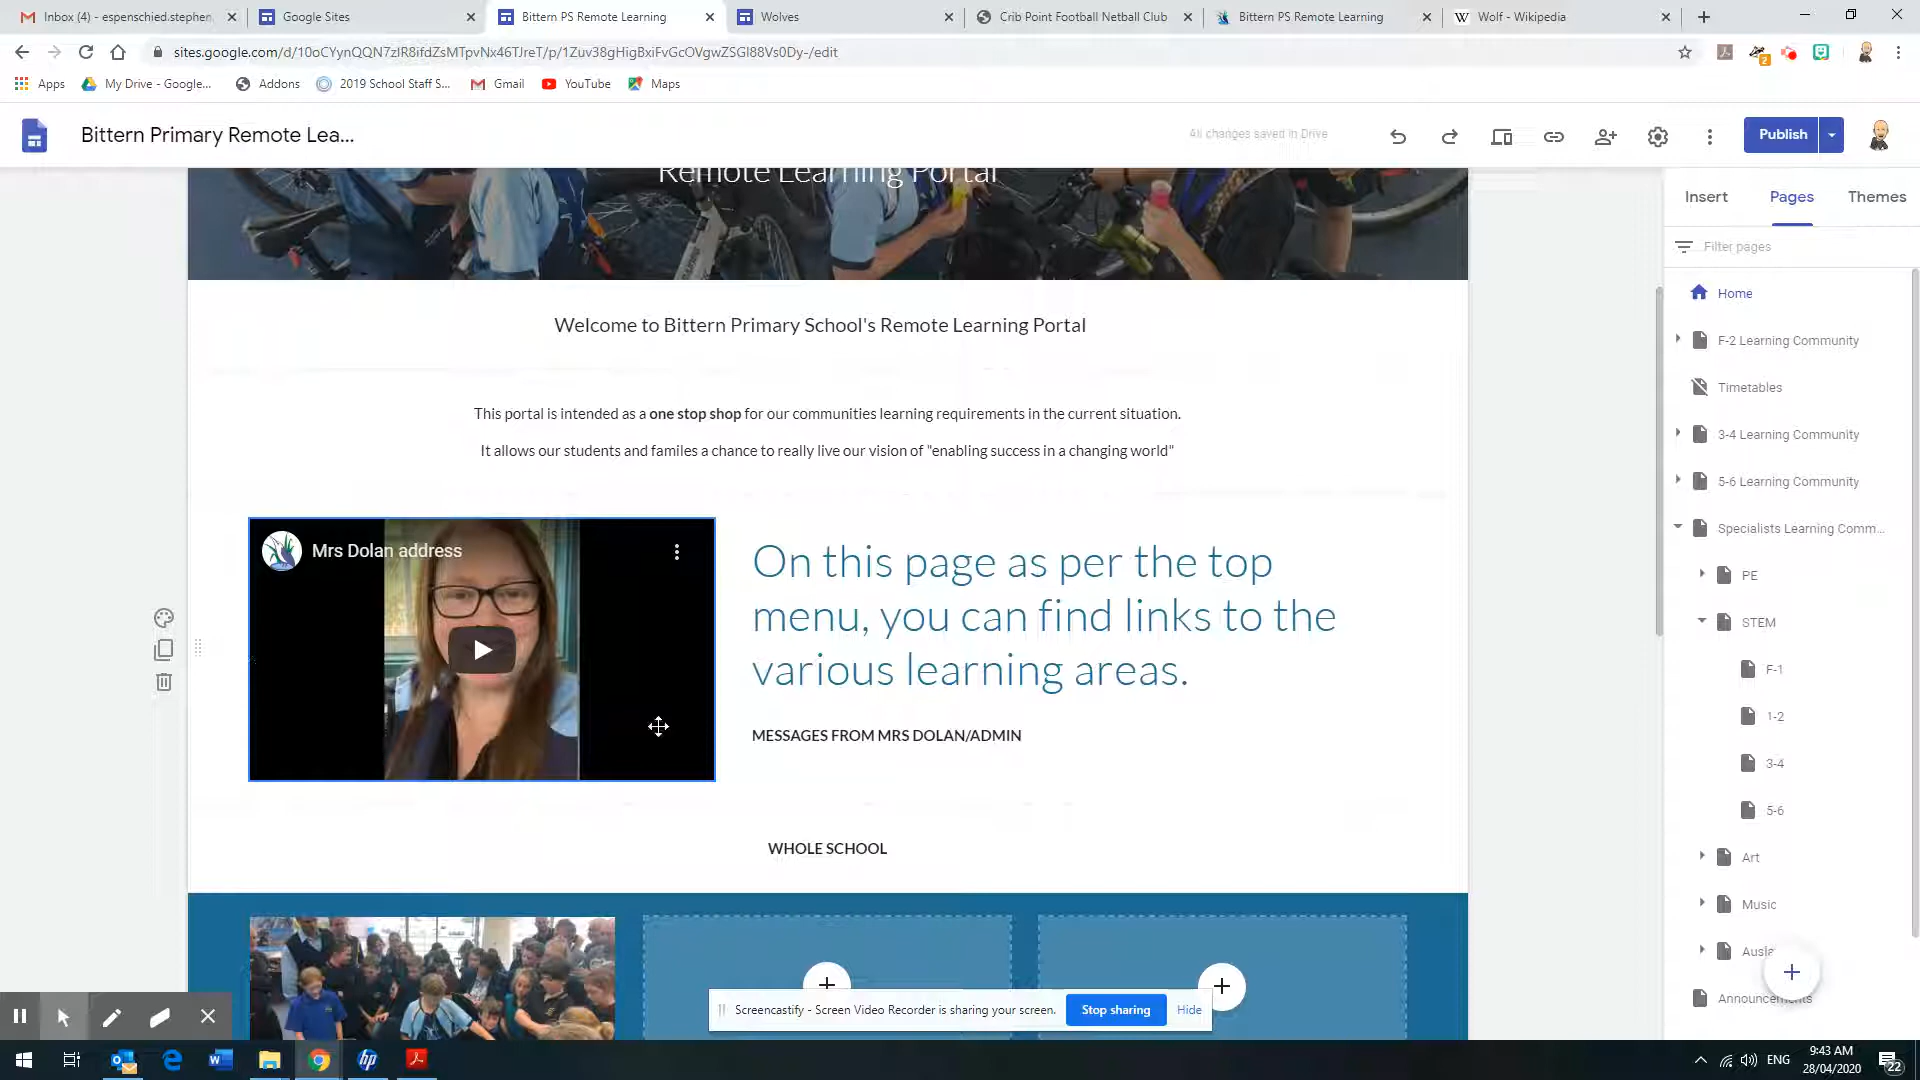 Inbox (4) - espenschied.stephen
Google Sites
Bittern PS Remote Learning
Wolves
Crib Point Football Netball Club
Bittern PS Remote Learning
Wolf - Wikipedia
sites.google.com/d/10oCYynQQN7zlR8ifdZsMTpvNx46TJreT/p/1Zuv38gHigBxiFvGcOVgwZSGl88Vs0Dy-/edit
Apps
My Drive - Google...
Addons
2019 School Staff S...
Gmail
YouTube
Maps
Bittern Primary Remote Lea...
All changes saved in Drive
Publish
Remote Learning Portal
Insert
Pages
Themes
Filter pages
Welcome to Bittern Primary School's Remote Learning Portal
This portal is intended as a one stop shop for our communities learning requirements in the current situation.
It allows our students and familes a chance to really live our vision of "enabling success in a changing world"
Mrs Dolan address
On this page as per the top
menu, you can find links to the
various learning areas.
MESSAGES FROM MRS DOLAN/ADMIN
WHOLE SCHOOL
Home
F-2 Learning Community
Timetables
3-4 Learning Community
5-6 Learning Community
Specialists Learning Comm...
PE
STEM
F-1
1-2
3-4
5-6
Art
Music
Announcements
Screencastify - Screen Video Recorder is sharing your screen.
Stop sharing
Hide
ENG
9:43 AM
28/04/2020
22
2